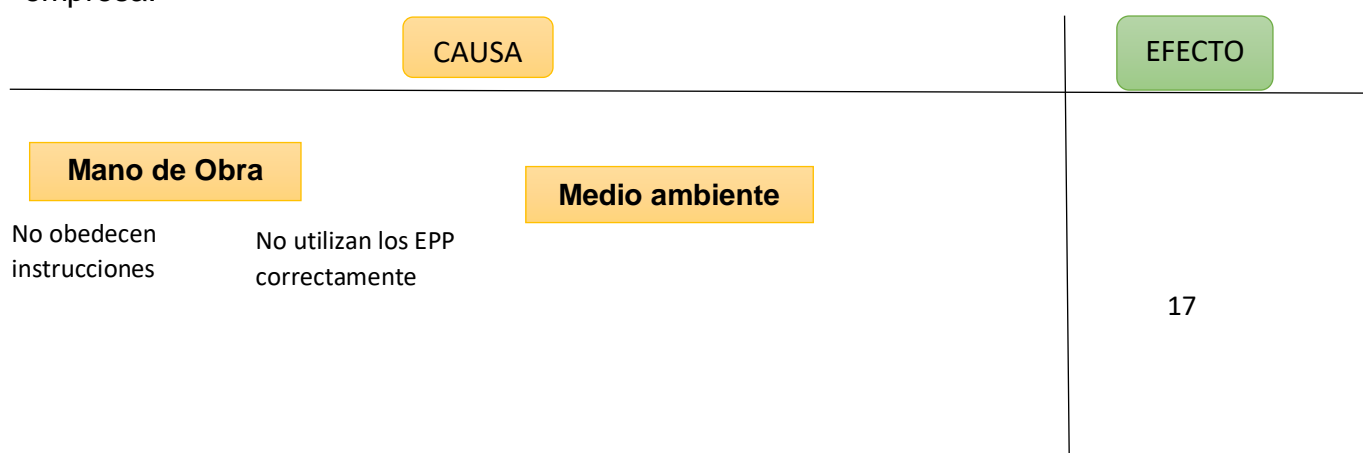 CAUSA
EFECTO
Mano de Obra
Medio ambiente
No obedecen
instrucciones
No utilizan los EPP
correctamente
17